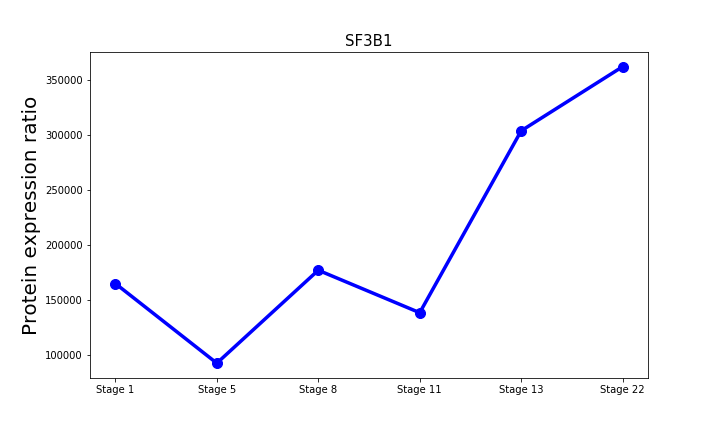 SF3B1
Protein expression ratio
350000
300000
250000
200000
150000
100000
Stage 1 Stage 5 Stage 8 Stage 11 Stage 13 Stage 22